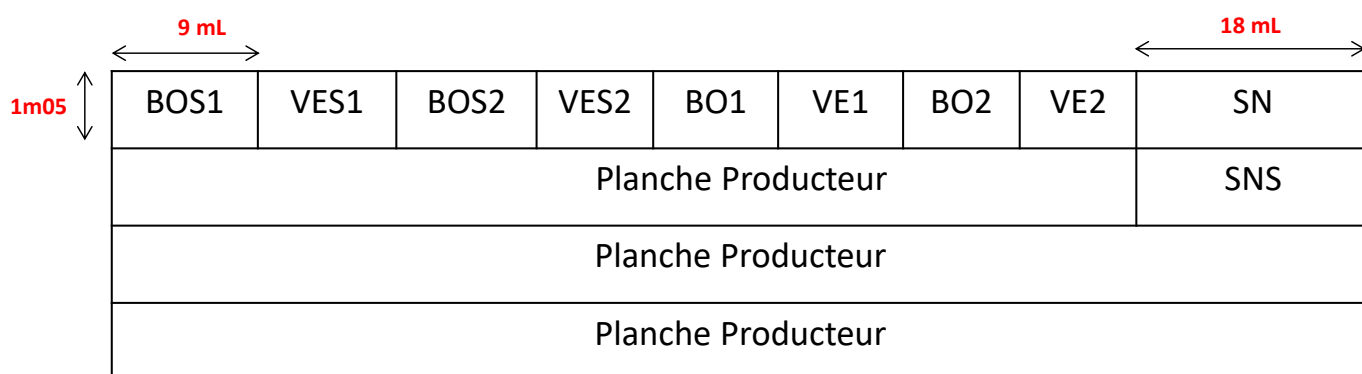 9 mL 18 mL
1m05 BOS1 VES1 BOS2 VES2 BO1 VE1 BO2 VE2 SN
Planche Producteur SNS
Planche Producteur
Planche Producteur